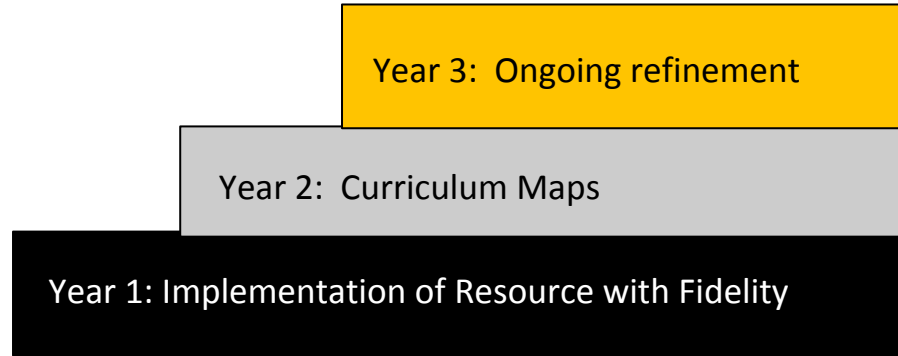 Year 3:  Ongoing refinement
Year 2:  Curriculum Maps
Year 1: Implementation of Resource with Fidelity